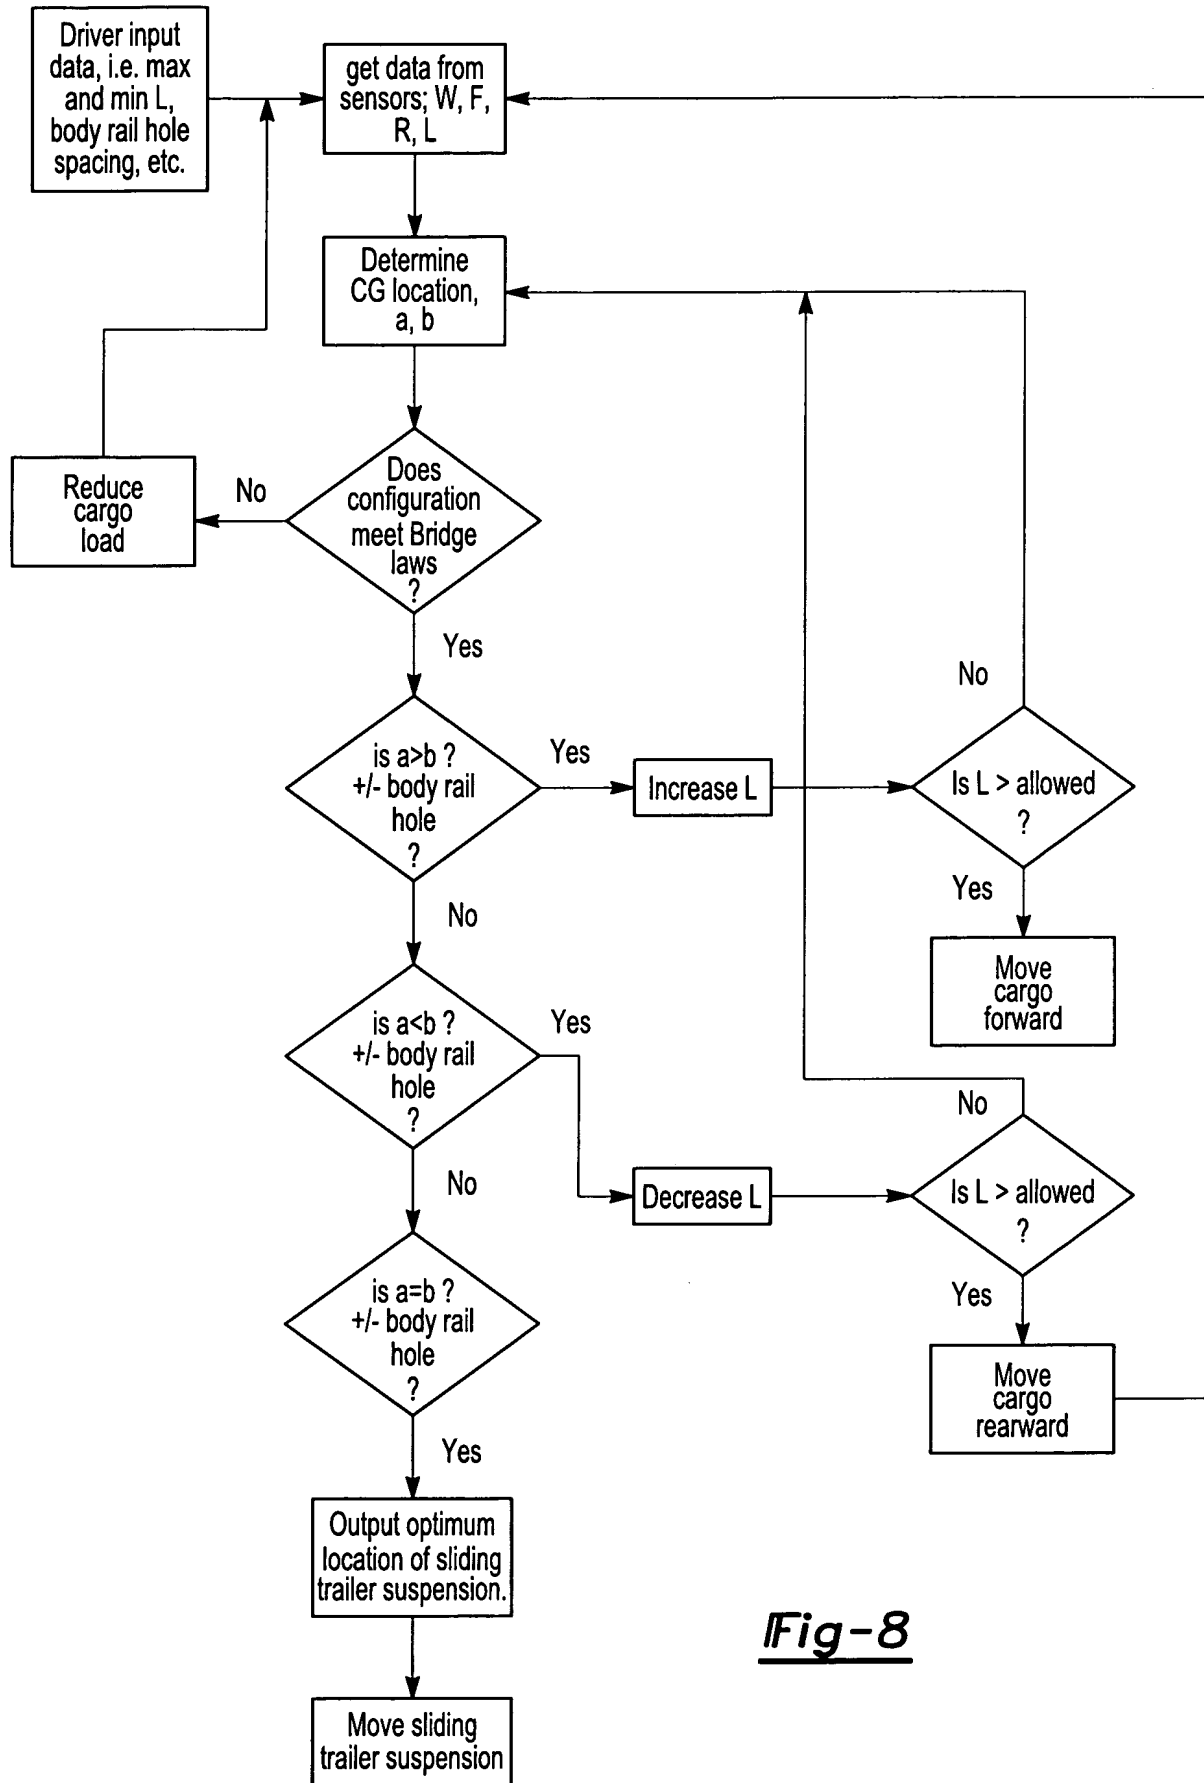 Driver input
data, i.e. max
and min L,
body rail hole
spacing, etc.
get data from
sensors; W, F,
R, L
Determine
CG location,
a, b
Does
configuration
meet Bridge
laws
?
No
Reduce
cargo
load
Yes
is a>b ?
+/- body rail
hole
?
Yes
Increase L
Is L > allowed
?
No
Yes
Move
cargo
forward
No
is a<b ?
+/- body rail
hole
?
Yes
Decrease L
Is L > allowed
?
No
Yes
Move
cargo
rearward
No
is a=b ?
+/- body rail
hole
?
Yes
Output optimum
location of sliding
trailer suspension.
Move sliding
trailer suspension
Fig-8